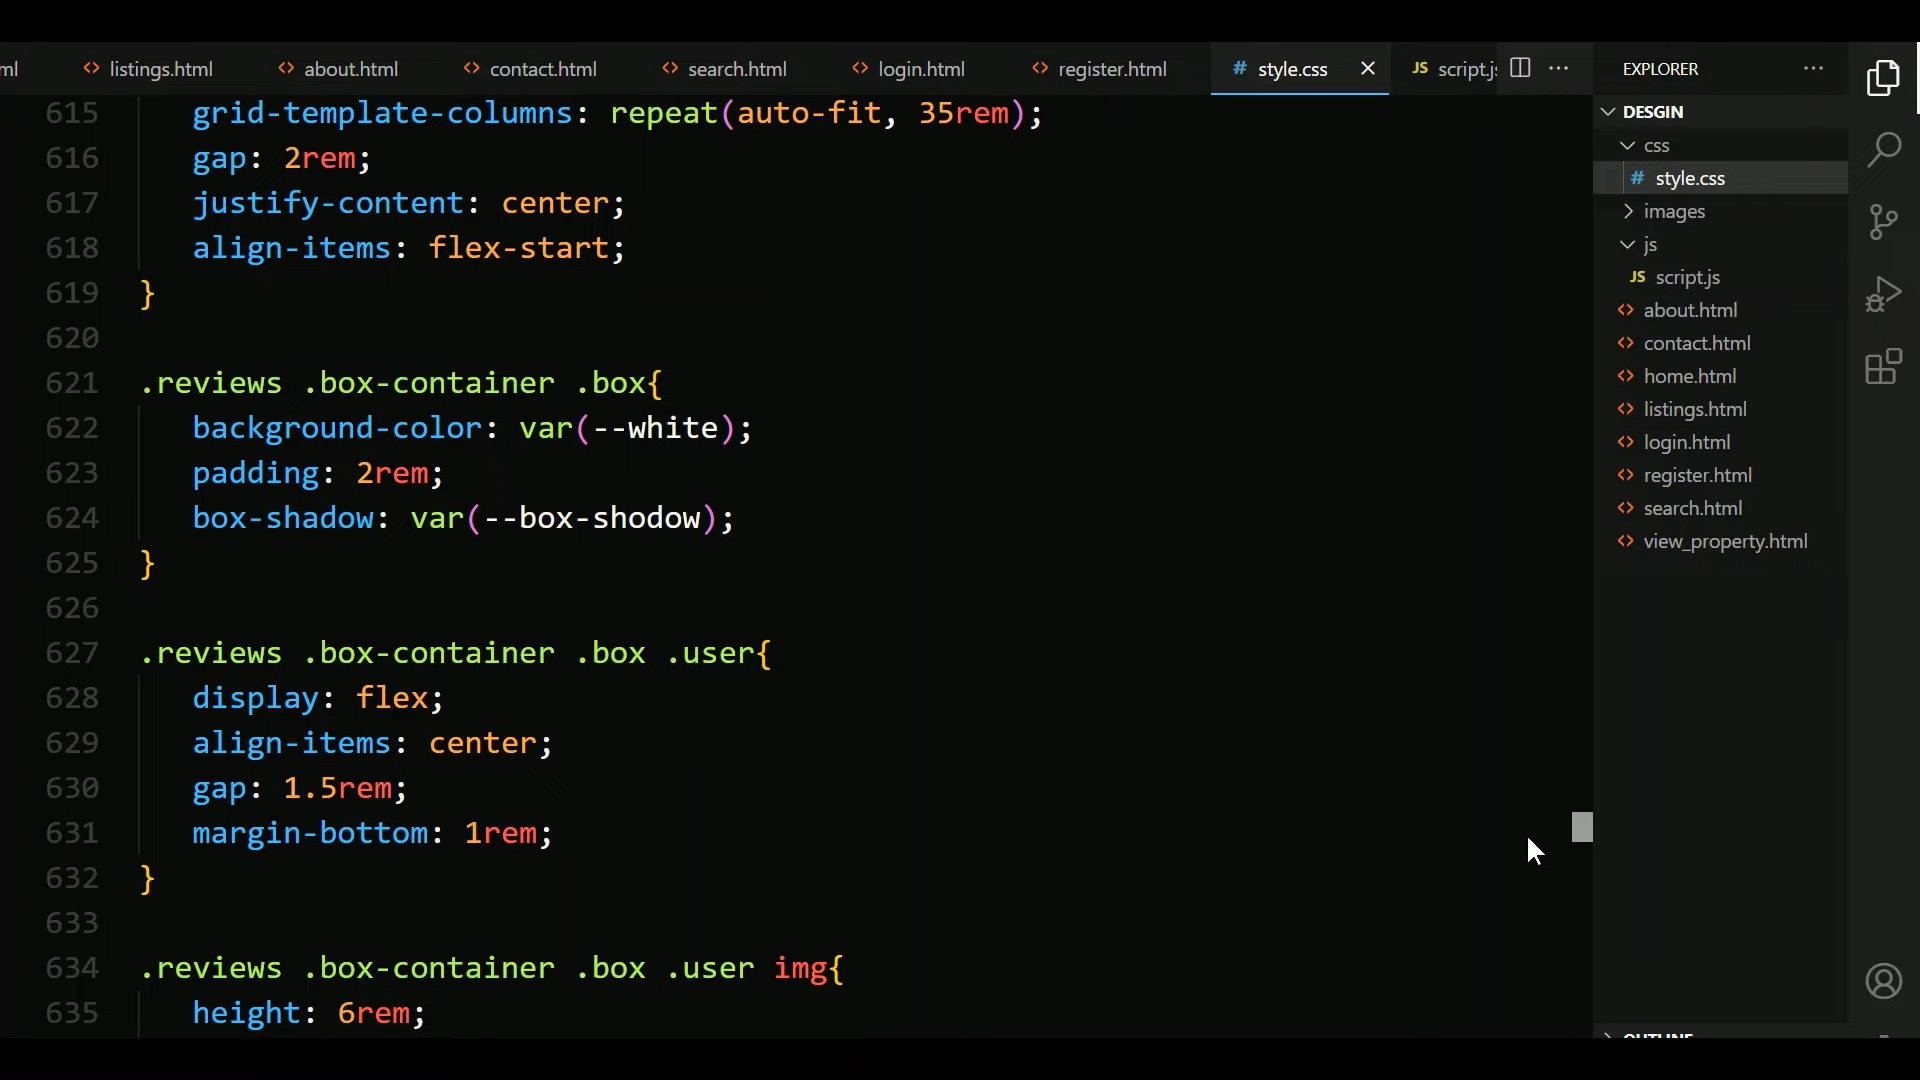 ml listings.html about.html contact.html search.html login.html register.html # style.css JS script.js
EXPLORER
DESGIN
css
# style.css
images
js
JS script.js
about.html
contact.html
home.html
listings.html
login.html
register.html
search.html
view_property.html
615 grid-template-columns: repeat(auto-fit, 35rem);
616 gap: 2rem;
617 justify-content: center;
618 align-items: flex-start;
619 }
620
621 .reviews .box-container .box{
622 background-color: var(--white);
623 padding: 2rem;
624 box-shadow: var(--box-shodow);
625 }
626
627 .reviews .box-container .box .user{
628 display: flex;
629 align-items: center;
630 gap: 1.5rem;
631 margin-bottom: 1rem;
632 }
633
634 .reviews .box-container .box .user img{
635 height: 6rem;
OUTLINE